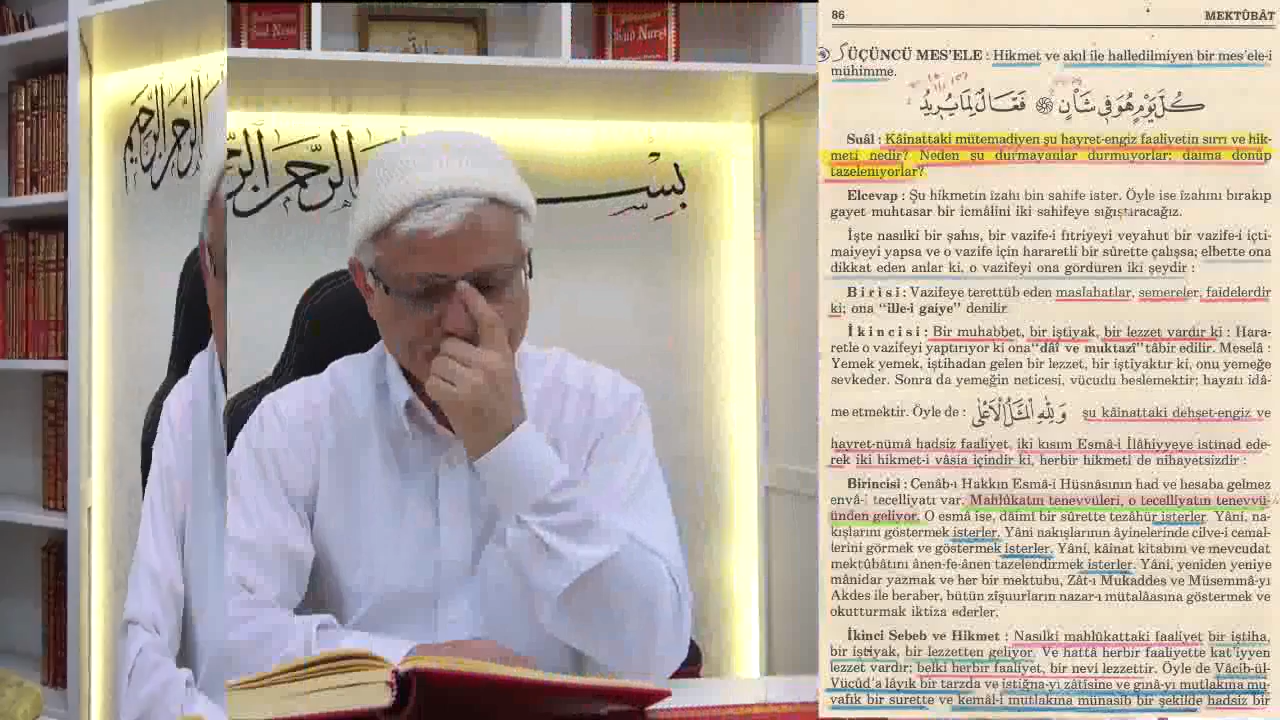 الرحمن الرحيم
بسم
86 MEKTÛBÂT
ÜÇÜNCÜ MES'ELE : Hikmet ve akıl ile halledilmiyen bir mes'ele-i
mühimme.
كُلَّ يَوْمٍ هُوَ فِى شَأْنٍ ۞ فَعَّالٌ لِمَا يُرِيدُ
Suâl : Kâinattaki mütemadiyen şu hayret-engiz faaliyetin sırrı ve hik-
meti nedir? Neden şu durmayanlar durmuyorlar; daima dönüp
tazeleniyorlar?
Elcevap : Şu hikmetin îzahı bin sahife ister. Öyle ise îzahını bırakıp
gayet muhtasar bir icmâlini iki sahifeye sığıştıracağız.
İşte nasılki bir şahıs, bir vazife-i fıtriyeyi veyahut bir vazife-i içti-
maiyeyi yapsa ve o vazife için hararetli bir sûrette çalışsa; elbette ona
dikkat eden anlar ki, o vazifeyi ona gördüren iki şeydir :
Birisi : Vazifeye terettüb eden maslahatlar, semereler, faidelerdir
ki; ona "ille-i gaiye" denilir
İkincisi : Bir muhabbet, bir iştiyak, bir lezzet vardır ki : Hara-
retle o vazifeyi yaptırıyor ki ona "dâî ve muktazî" tâbir edilir. Meselâ :
Yemek yemek, iştihadan gelen bir lezzet, bir iştiyaktır ki, onu yemeğe
sevkeder. Sonra da yemeğin neticesi, vücudu beslemektir; hayatı idâ-
me etmektir. Öyle de : وَلِلّٰهِ الْمَثَلُ الْاَعْلٰى şu kâinattaki dehşet-engiz ve
hayret-nümâ hadsiz faaliyet, iki kısım Esmâ-i İlâhiyyeye istinad ede-
rek iki hikmet-i vâsia içindir ki, herbir hikmeti de nihayetsizdir :
Birincisi : Cenâb-ı Hakkın Esmâ-i Hüsnâsının had ve hesaba gelmez
envâ-ı tecelliyatı var. Mahlûkatın tenevvüleri, o tecelliyatın tenevvü-
ünden geliyor. O esmâ ise, dâimî bir sûrette tezâhür isterler. Yâni, na-
kışlarını göstermek isterler. Yâni nakışlarının âyinelerinde cilve-i cemal-
lerini görmek ve göstermek isterler. Yâni, kâinat kitabını ve mevcudat
mektûbâtını ânen-fe-ânen tazelendirmek isterler. Yâni, yeniden yeniye
mânidar yazmak ve her bir mektubu, Zât-ı Mukaddes ve Müsemmâ-yı
Akdes ile beraber, bütün zîşuurların nazar-ı mütalâasına göstermek ve
okutturmak iktiza ederler.
İkinci Sebeb ve Hikmet : Nasılki mahlûkattaki faaliyet bir iştiha,
bir iştiyak, bir lezzetten geliyor. Ve hattâ herbir faaliyette kat'iyyen
lezzet vardır; belki herbir faaliyet, bir nevi lezzettir. Öyle de Vâcib-ül-
Vücûd'a lâyık bir tarzda ve istiğna-yı zâtîsine ve gınâ-yı mutlakına mu-
vafık bir surette ve kemâl-i mutlakına münasib bir şekilde hadsiz bir